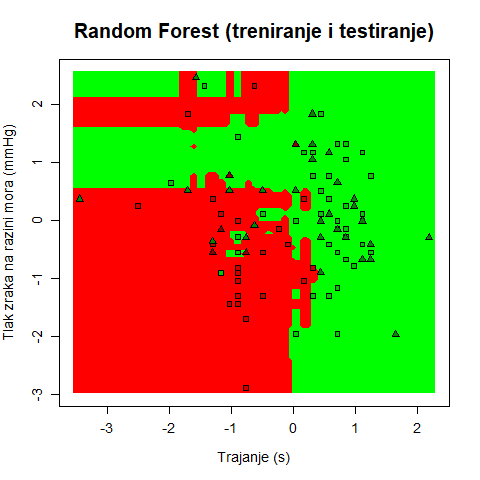 Random Forest (treniranje i testiranje)
Tlak zraka na razini mora (mmHg)
2
1
0
-1
-2
-3
-3 -2 -1 0 1 2
Trajanje (s)